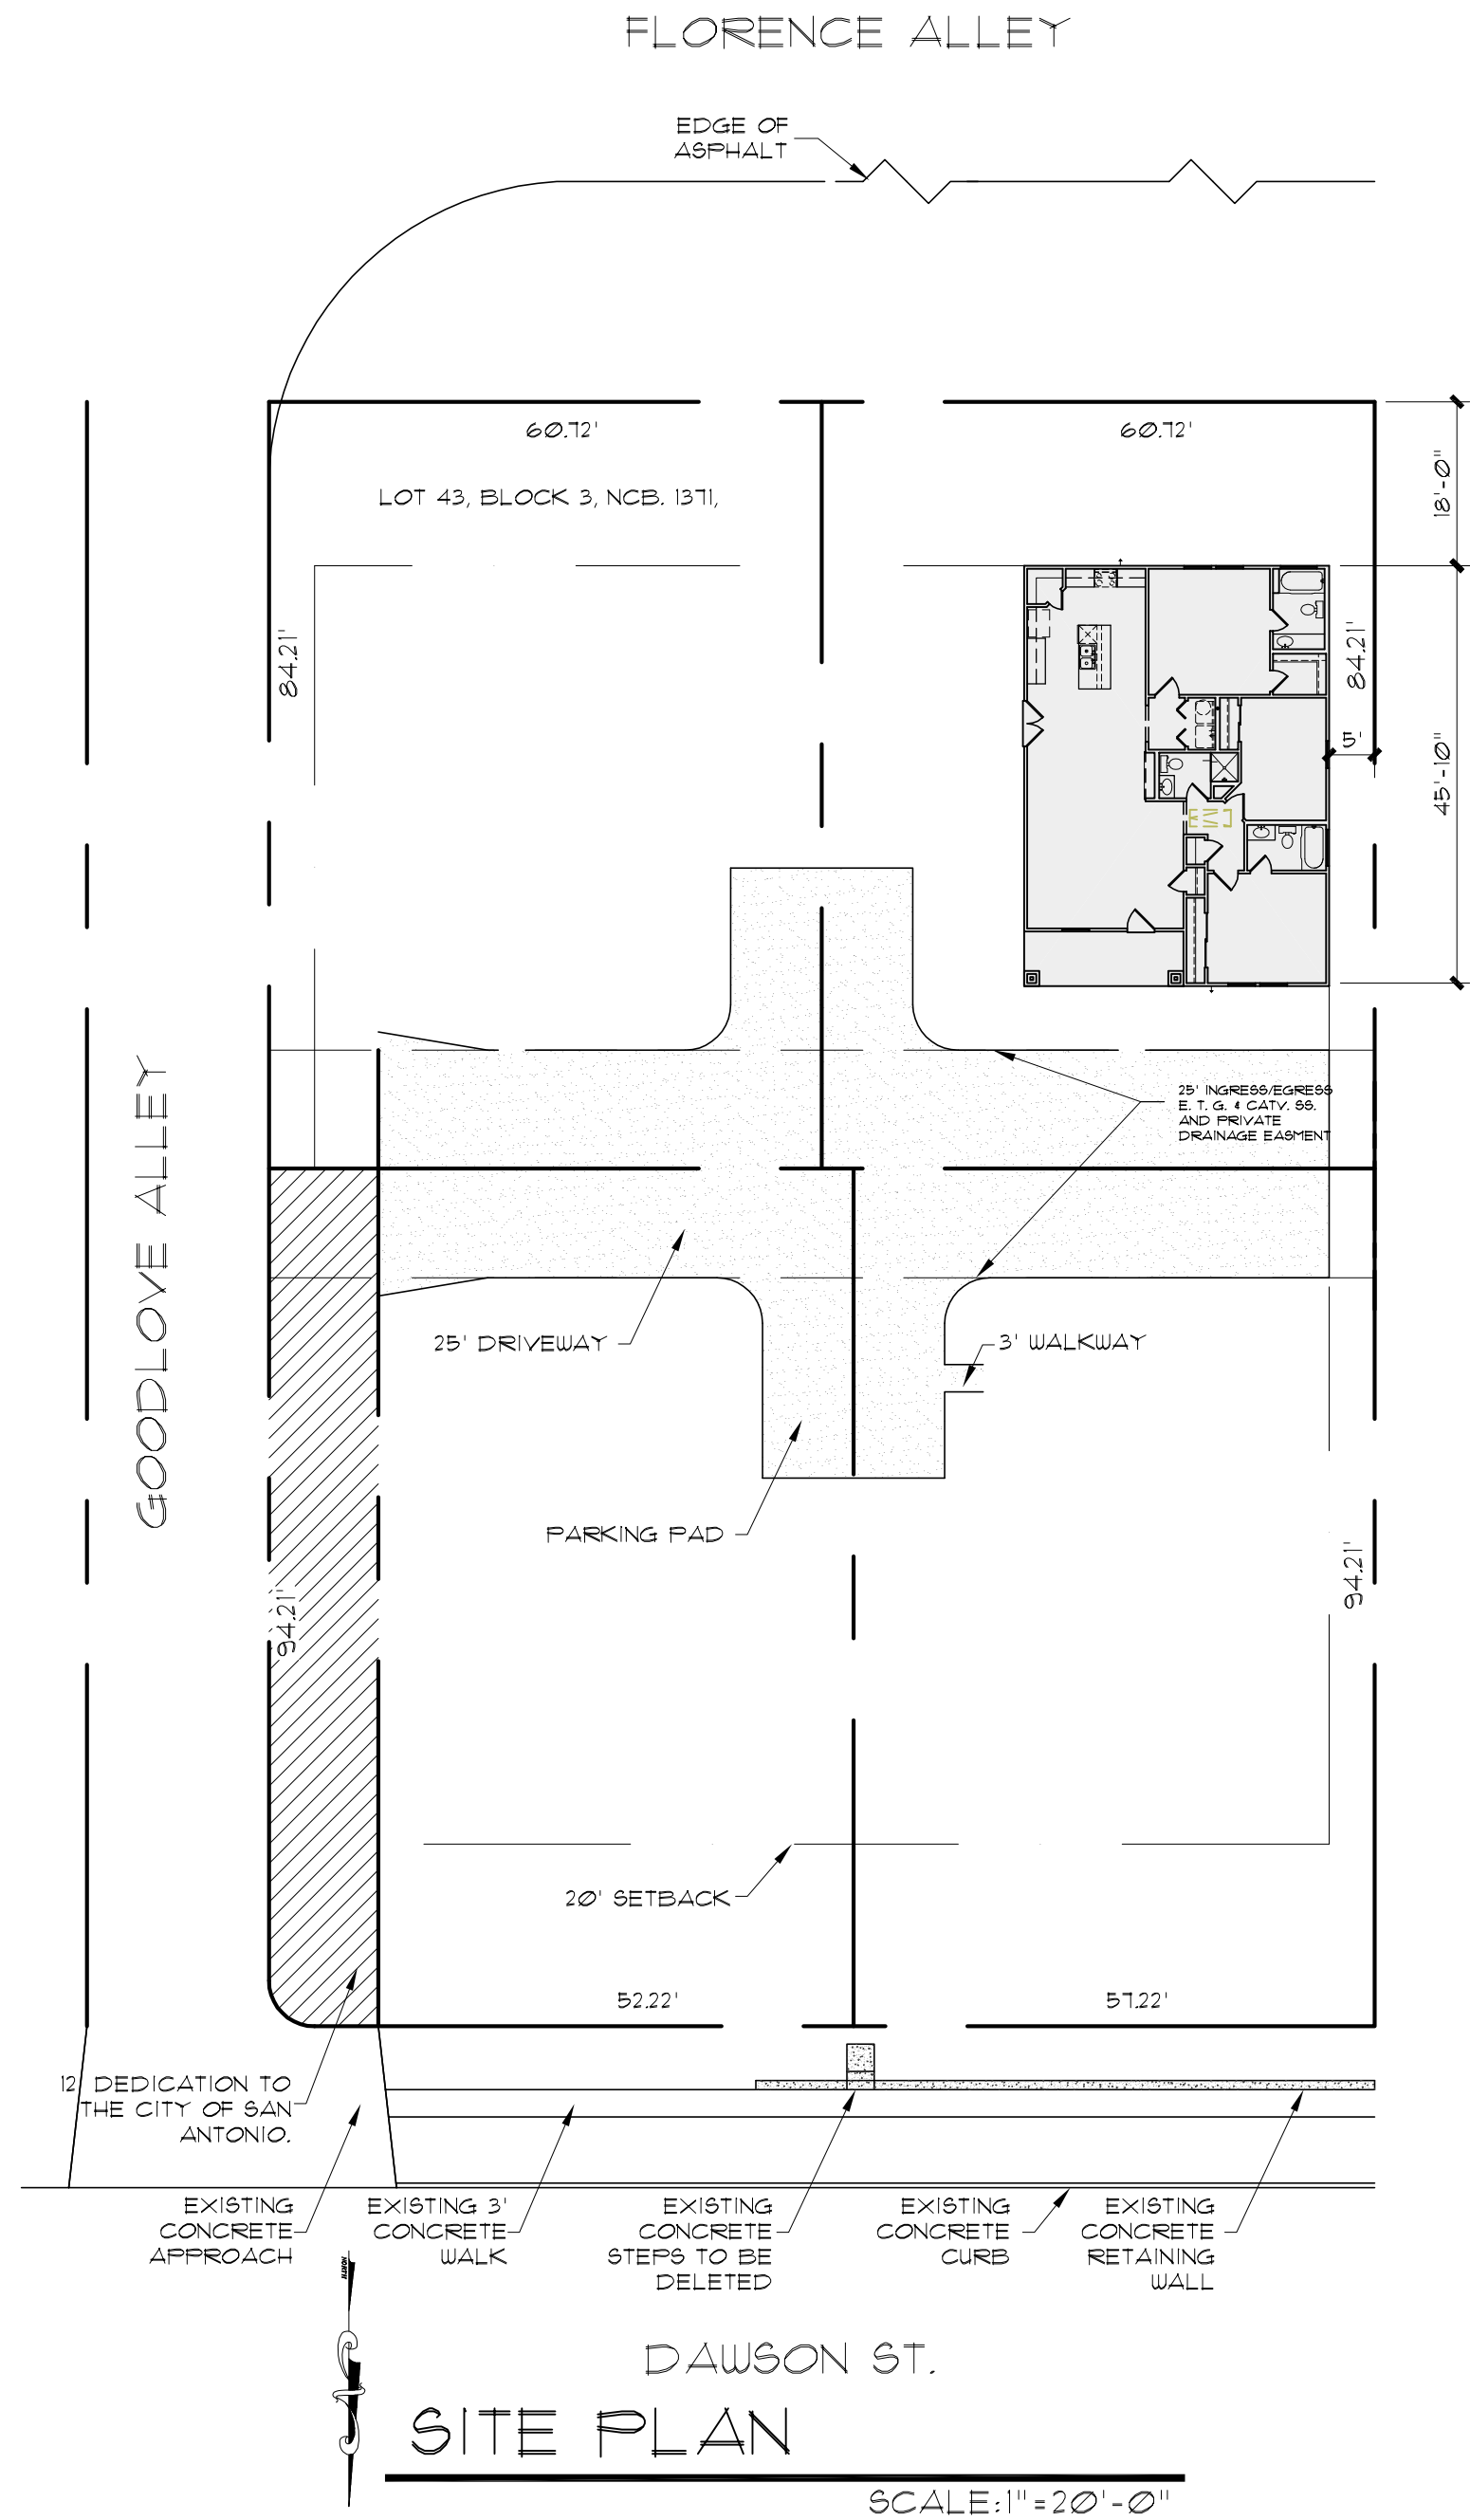 FLORENCE ALLEY
EDGE OF
ASPHALT
60.72'
60.72'
18'-0"
LOT 43, BLOCK 3, NCB. 1371,
84.21'
84.21'
5'
45'-10"
25' INGRESS/EGRESS
E. T. G. & CATV. SS.
AND PRIVATE
DRAINAGE EASMENT
GOODLOVE ALLEY
25' DRIVEWAY
3' WALKWAY
PARKING PAD
94.21'
94.21'
20' SETBACK
52.22'
57.22'
12' DEDICATION TO
THE CITY OF SAN
ANTONIO.
EXISTING
CONCRETE
APPROACH
EXISTING 3'
CONCRETE
WALK
EXISTING
CONCRETE
STEPS TO BE
DELETED
EXISTING
CONCRETE
CURB
EXISTING
CONCRETE
RETAINING
WALL
NORTH
DAWSON ST.
SITE PLAN
SCALE:1"=20'-0"